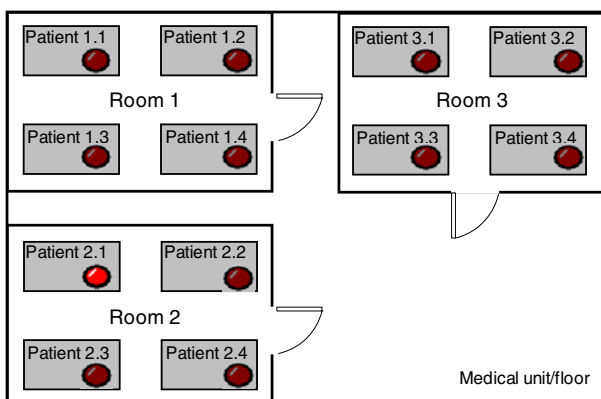 Patient 1.1
Patient 1.2
Room 1
Patient 1.3
Patient 1.4
Patient 3.1
Patient 3.2
Room 3
Patient 3.3
Patient 3.4
Patient 2.1
Patient 2.2
Room 2
Patient 2.3
Patient 2.4
Medical unit/floor